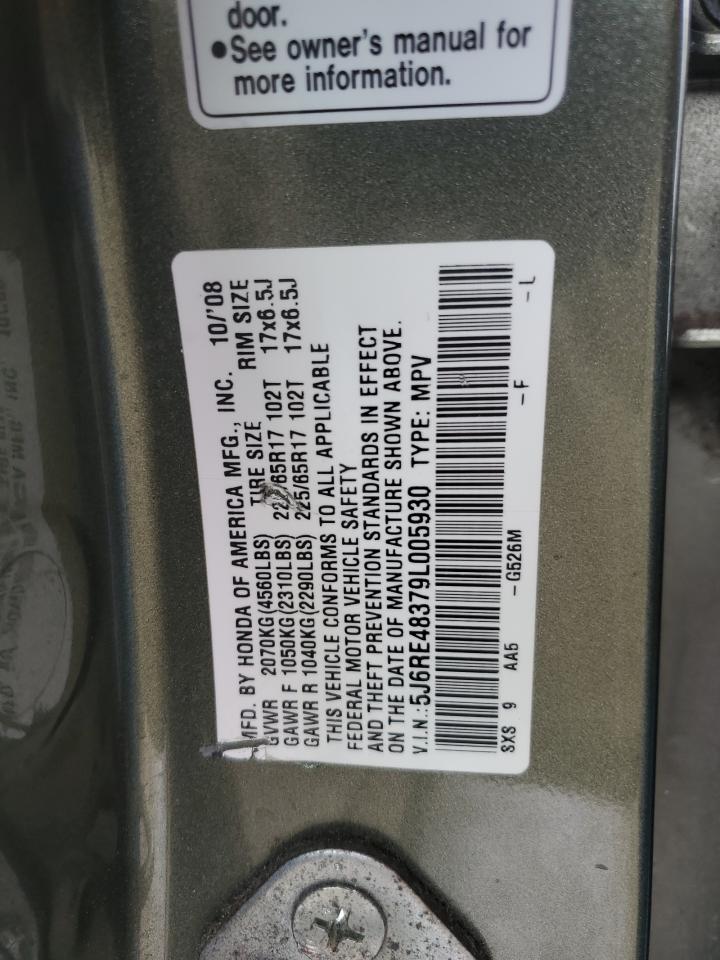 door.
●See owner's manual for
more information.
MFD. BY HONDA OF AMERICA MFG., INC. 10/'08
GVWR 2070KG(4560LBS) TIRE SIZE RIM SIZE
GAWR F 1050KG(2310LBS) 225/65R17 102T 17x6.5J
GAWR R 1040KG(2290LBS) 225/65R17 102T 17x6.5J
THIS VEHICLE CONFORMS TO ALL APPLICABLE
FEDERAL MOTOR VEHICLE SAFETY
AND THEFT PREVENTION STANDARDS IN EFFECT
ON THE DATE OF MANUFACTURE SHOWN ABOVE.
V.I.N.:5J6RE48379L005930 TYPE: MPV
SXS 9 AA5 -G526M -F -L